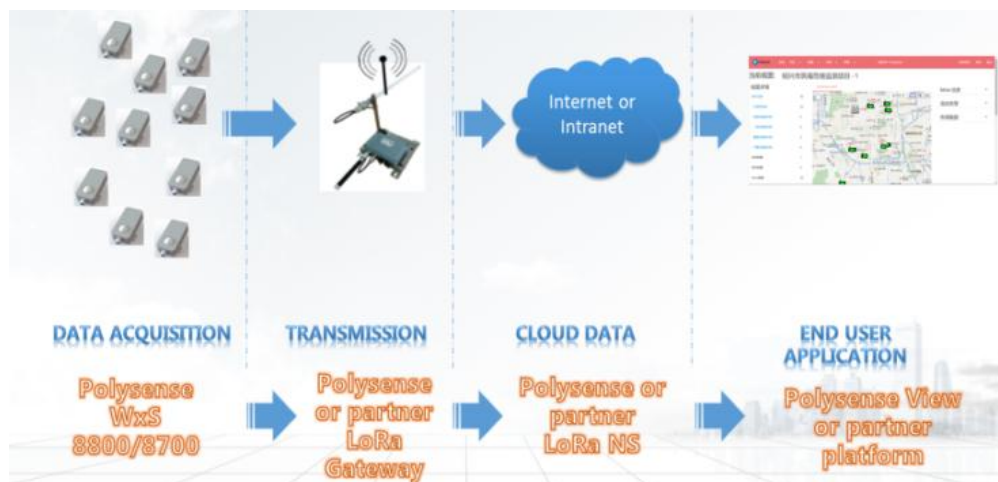 Internet or
Intranet
DATA ACQUISITION
TRANSMISSION
CLOUD DATA
END USER
APPLICATION
Polysense
WxS
8800/8700
Polysense
or partner
LoRa
Gateway
Polysense or
partner
LoRa NS
Polysense View
or partner
platform